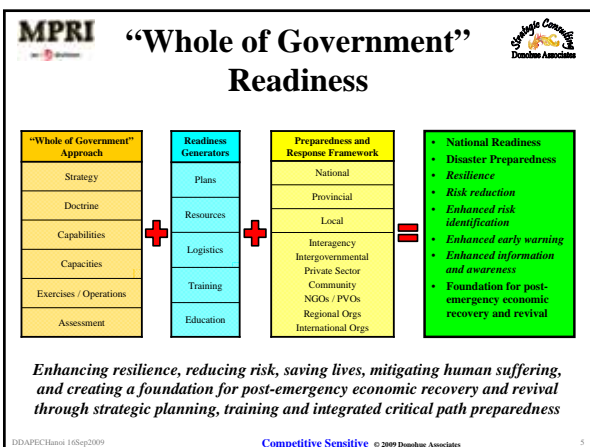 MPRI
“Whole of Government”
Readiness
Strategic Consulting
Donohue Associates
“Whole of Government”
Approach
Strategy
Doctrine
Capabilities
Capacities
Exercises / Operations
Assessment
Readiness
Generators
Plans
Resources
Logistics
Training
Education
Preparedness and
Response Framework
National
Provincial
Local
Interagency
Intergovernmental
Private Sector
Community
NGOs / PVOs
Regional Orgs
International Orgs
• National Readiness
• Disaster Preparedness
• Resilience
• Risk reduction
• Enhanced risk
identification
• Enhanced early warning
• Enhanced information
and awareness
• Foundation for post-
emergency economic
recovery and revival
Enhancing resilience, reducing risk, saving lives, mitigating human suffering,
and creating a foundation for post-emergency economic recovery and revival
through strategic planning, training and integrated critical path preparedness
DDAPECHanoi 16Sep2009
Competitive Sensitive © 2009 Donohue Associates
5